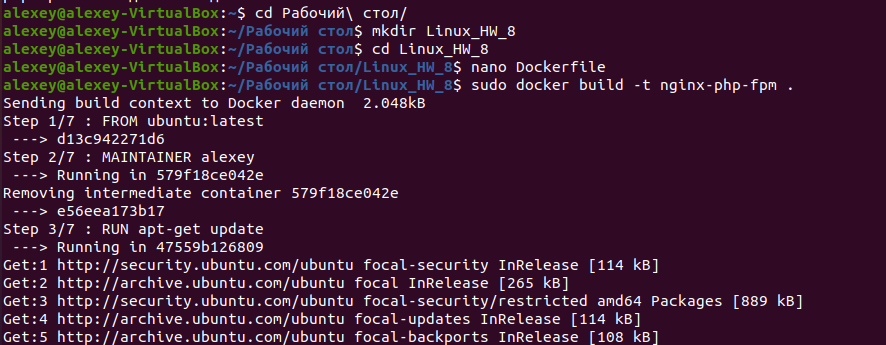 alexey@alexey-VirtualBox:~$ cd Рабочий\ стол/
alexey@alexey-VirtualBox:~/Рабочий стол$ mkdir Linux_HW_8
alexey@alexey-VirtualBox:~/Рабочий стол$ cd Linux_HW_8
alexey@alexey-VirtualBox:~/Рабочий стол/Linux_HW_8$ nano Dockerfile
alexey@alexey-VirtualBox:~/Рабочий стол/Linux_HW_8$ sudo docker build -t nginx-php-fpm .
Sending build context to Docker daemon  2.048kB
Step 1/7 : FROM ubuntu:latest
 ---> d13c942271d6
Step 2/7 : MAINTAINER alexey
 ---> Running in 579f18ce042e
Removing intermediate container 579f18ce042e
 ---> e56eea173b17
Step 3/7 : RUN apt-get update
 ---> Running in 47559b126809
Get:1 http://security.ubuntu.com/ubuntu focal-security InRelease [114 kB]
Get:2 http://archive.ubuntu.com/ubuntu focal InRelease [265 kB]
Get:3 http://security.ubuntu.com/ubuntu focal-security/restricted amd64 Packages [889 kB]
Get:4 http://archive.ubuntu.com/ubuntu focal-updates InRelease [114 kB]
Get:5 http://archive.ubuntu.com/ubuntu focal-backports InRelease [108 kB]